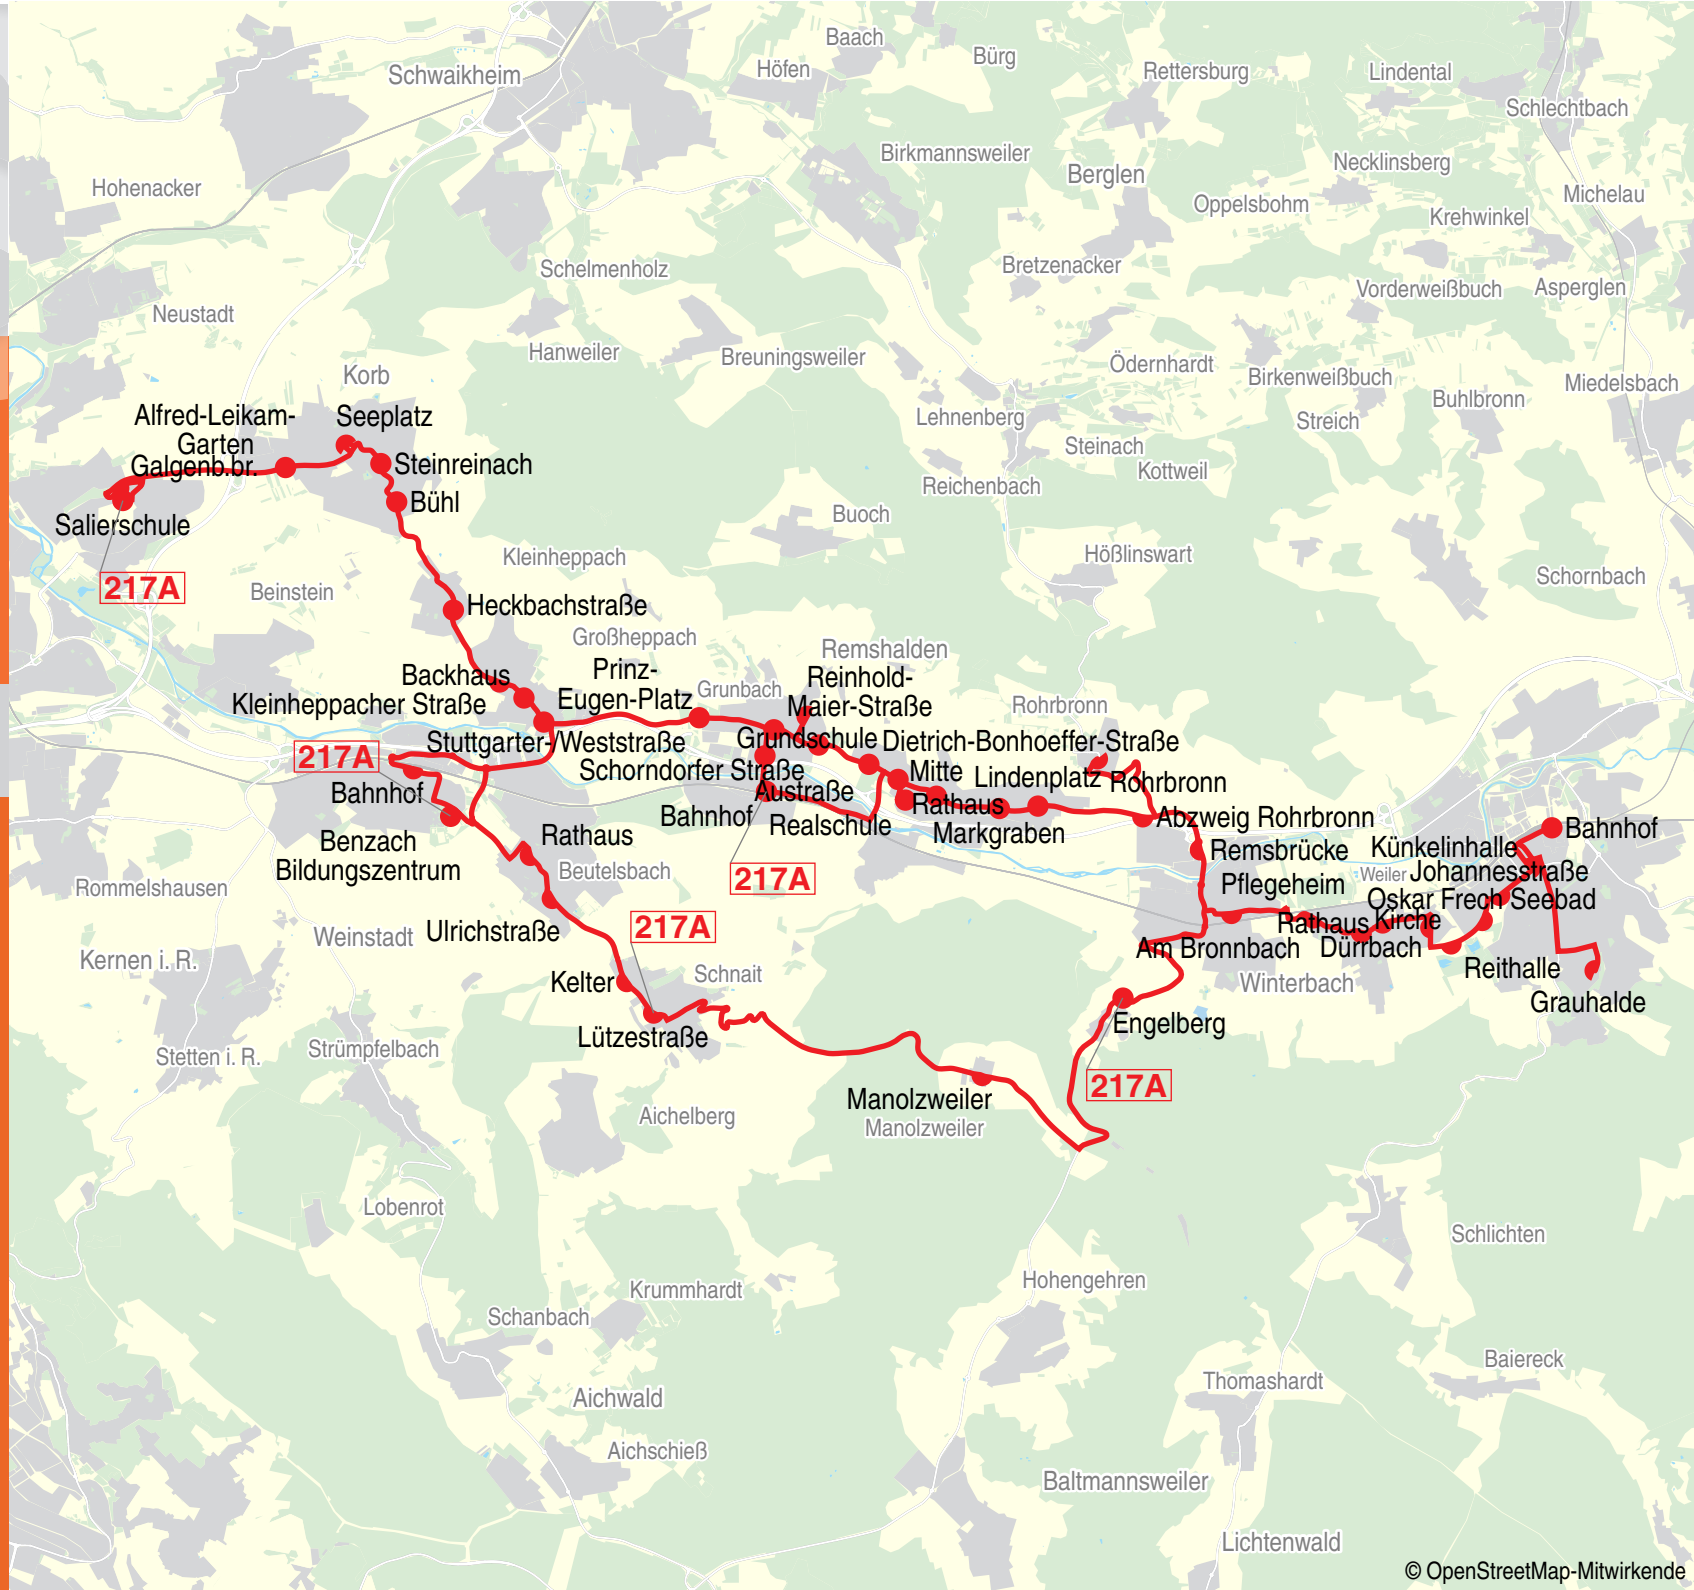 Baach
Bürg
Höfen
Schwaikheim
Rettersburg
Lindental
Schlechtbach
Birkmannsweiler
Necklinsberg
Berglen
Hohenacker
Michelau
Oppelsbohm
Krehwinkel
Schelmenholz
Bretzenacker
Vorderweißbuch
Asperglen
Neustadt
Hanweiler
Breuningsweiler
Ödernhardt
Birkenweißbuch
Miedelsbach
Korb
Buhlbronn
Alfred-Leikam-
Garten
Seeplatz
Lehnenberg
Streich
Steinach
Galgenb.br.
Steinreinach
Kottweil
Reichenbach
Bühl
Buoch
Salierschule
Kleinheppach
Hößlinswart
217A
Beinstein
Schornbach
Heckbachstraße
Großheppach
Remshalden
Prinz-
Eugen-Platz
Reinhold-
Maier-Straße
Backhaus
Grunbach
Kleinheppacher Straße
Rohrbronn
217A
Stuttgarter-/Weststraße
Grundschule
Dietrich-Bonhoeffer-Straße
Schorndorfer Straße
Mitte
Lindenplatz
Rohrbronn
Bahnhof
Austraße
Rathaus
Bahnhof
Realschule
Markgraben
Abzweig Rohrbronn
Bahnhof
Benzach
Bildungszentrum
Rathaus
Remsbrücke
Künkelinhalle
Beutelsbach
217A
Pflegeheim
Weiler
Johannesstraße
Rommelshausen
Oskar Frech Seebad
Ulrichstraße
217A
Rathaus
Kirche
Weinstadt
Am Bronnbach
Dürrbach
Kernen i. R.
Schnait
Reithalle
Kelter
Winterbach
Grauhalde
Lützestraße
Engelberg
Stetten i. R.
Strümpfelbach
217A
Manolzweiler
Aichelberg
Manolzweiler
Lobenrot
Schlichten
Hohengehren
Krummhardt
Schanbach
Baiereck
Thomashardt
Aichwald
Aichschieß
Baltmannsweiler
Lichtenwald
© OpenStreetMap-Mitwirkende